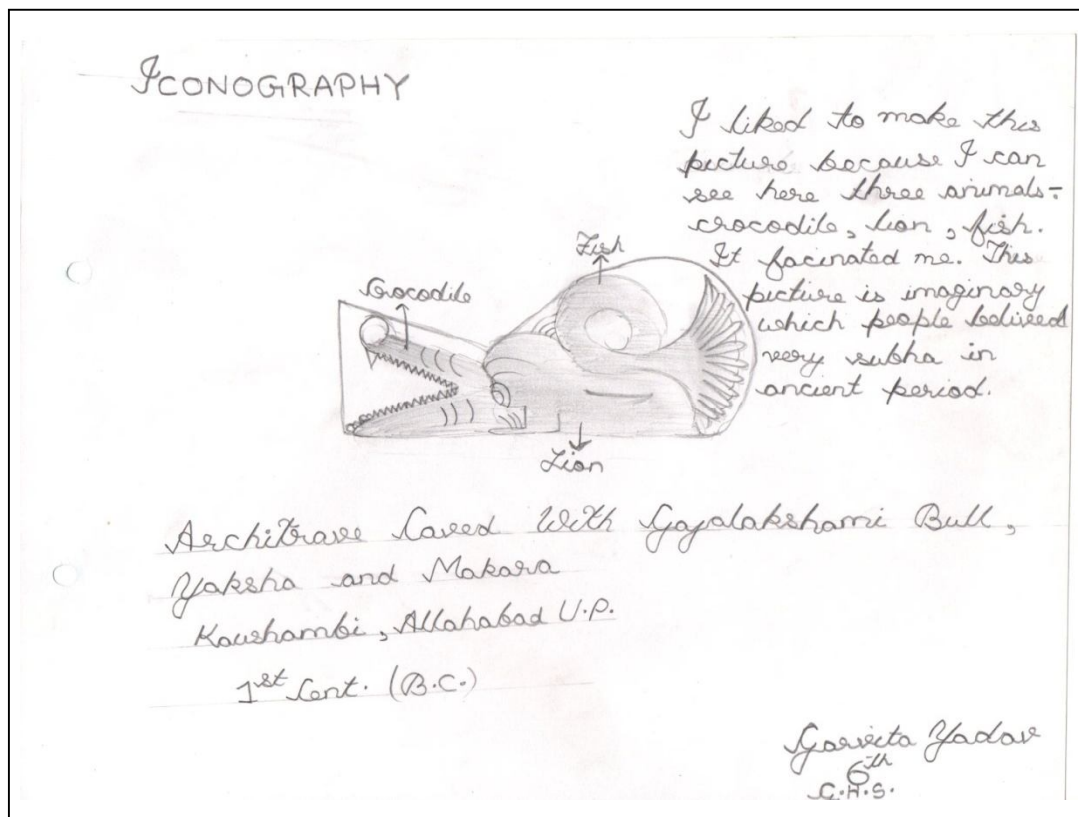 ICONOGRAPHY
I liked to make this
picture because I can
see here three animals-
crocodile, lion, fish.
It facinated me. This
picture is imaginary
which people belived
very subha in
ancient period.
Fish
Crocodile
Lion
Architrave Caved With Gajalakshami Bull,
Yaksha and Makara
Kaushambi, Allahabad U.P.
1st Cent. (B.C.)
Garvita Yadav
6th
C.H.S.